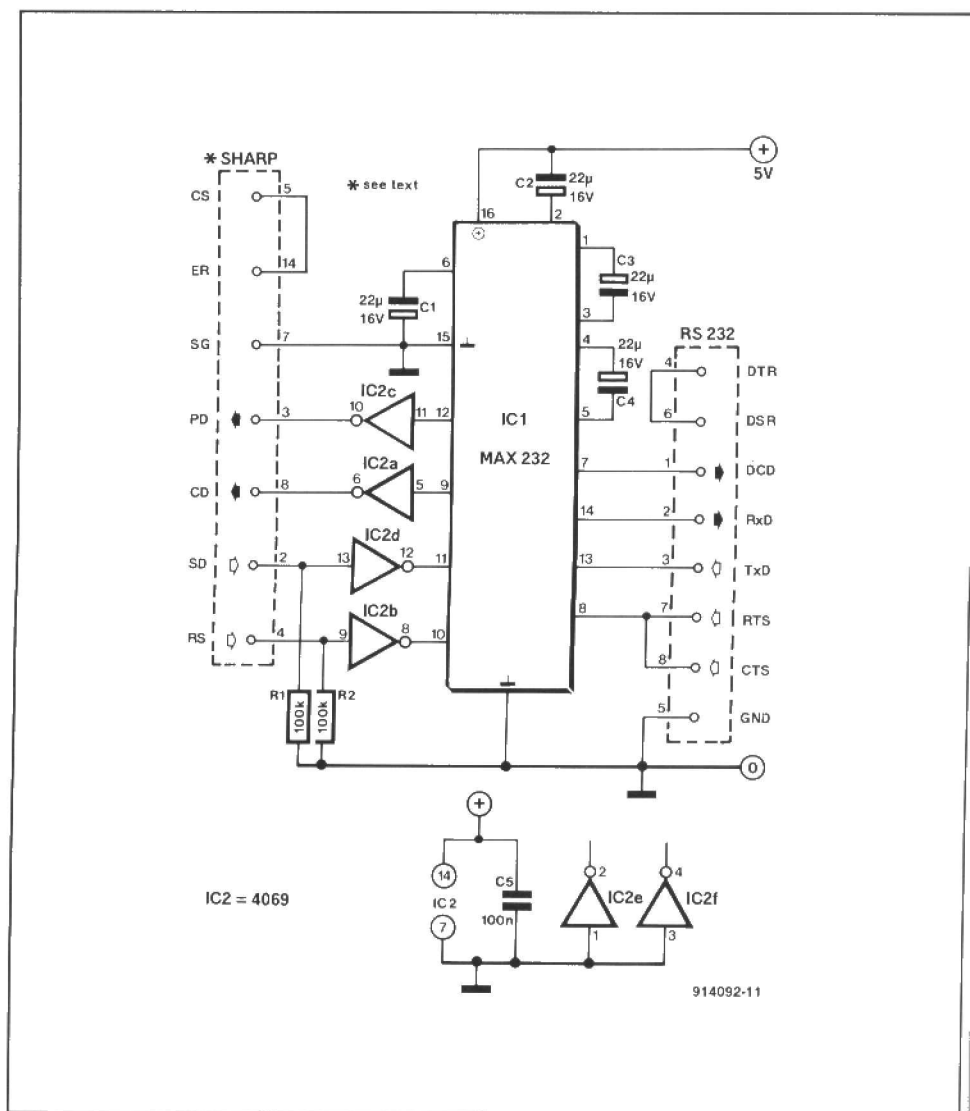 * SHARP
* see text
CS
5
ER
14
SG
7
PD
3
10
IC2c
11
12
CD
8
6
IC2a
5
9
SD
2
13
IC2d
12
11
RS
4
9
IC2b
8
10
R1
100k
R2
100k
+
5V
C2
22µ
16V
16
2
6
22µ
16V
C1
15
1
C3
22µ
16V
3
4
22µ
16V
C4
5
IC1
MAX 232
7
14
13
8
RS 232
4
DTR
6
DSR
1
DCD
2
RxD
3
TxD
7
RTS
8
CTS
5
GND
0
+
14
IC2
7
C5
100n
2
IC2e
1
4
IC2f
3
IC2 = 4069
914092-11